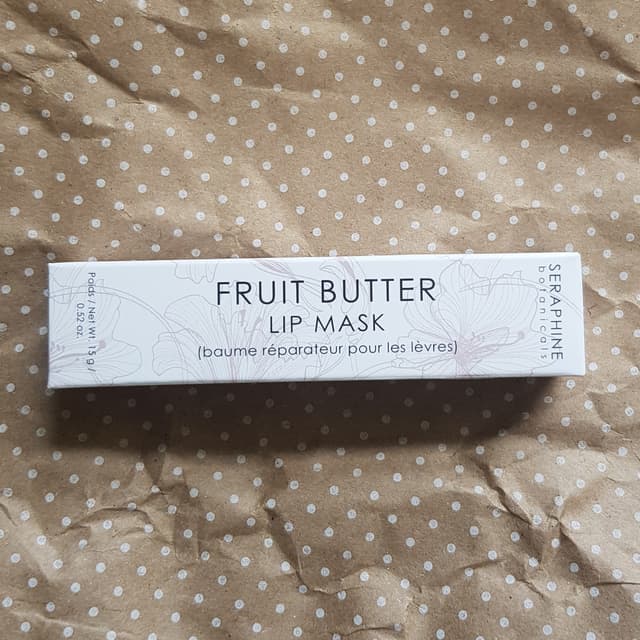 FRUIT BUTTER
LIP MASK
(baume réparateur pour les lèvres)
SERAPHINE
botanicals
Poids / Net Wt. 15 g /
0.52 oz.